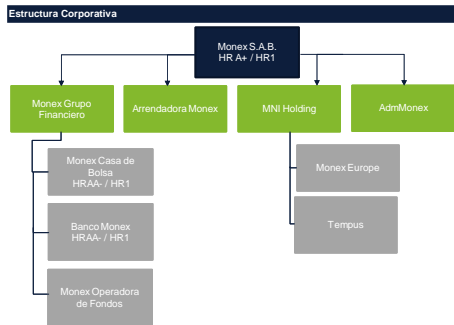 Estructura Corporativa
Monex S.A.B.
HR A+ / HR1
Monex Grupo
Financiero
Arrendadora Monex
MNI Holding
AdmMonex
Monex Casa de
Bolsa
HRAA- / HR1
Monex Europe
Banco Monex
HRAA- / HR1
Tempus
Monex Operadora
de Fondos